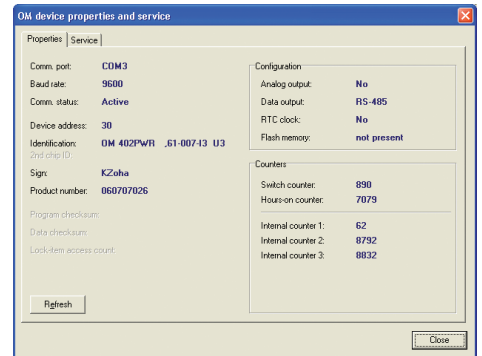 OM device properties and service
Properties Service
Comm. port: COM3
Baud rate: 9600
Comm. status: Active
Device address: 30
Identification: OM 402PWR ,61-007-I3 U3
2nd chip ID:
Sign: KZoha
Product number: 060707026
Program checksum:
Data checksum:
Lock-item access count:
Refresh
Configuration
Analog output: No
Data output: RS-485
RTC clock: No
Flash memory: not present
Counters
Switch counter: 890
Hours-on counter: 7079
Internal counter 1: 62
Internal counter 2: 8792
Internal counter 3: 8832
Close